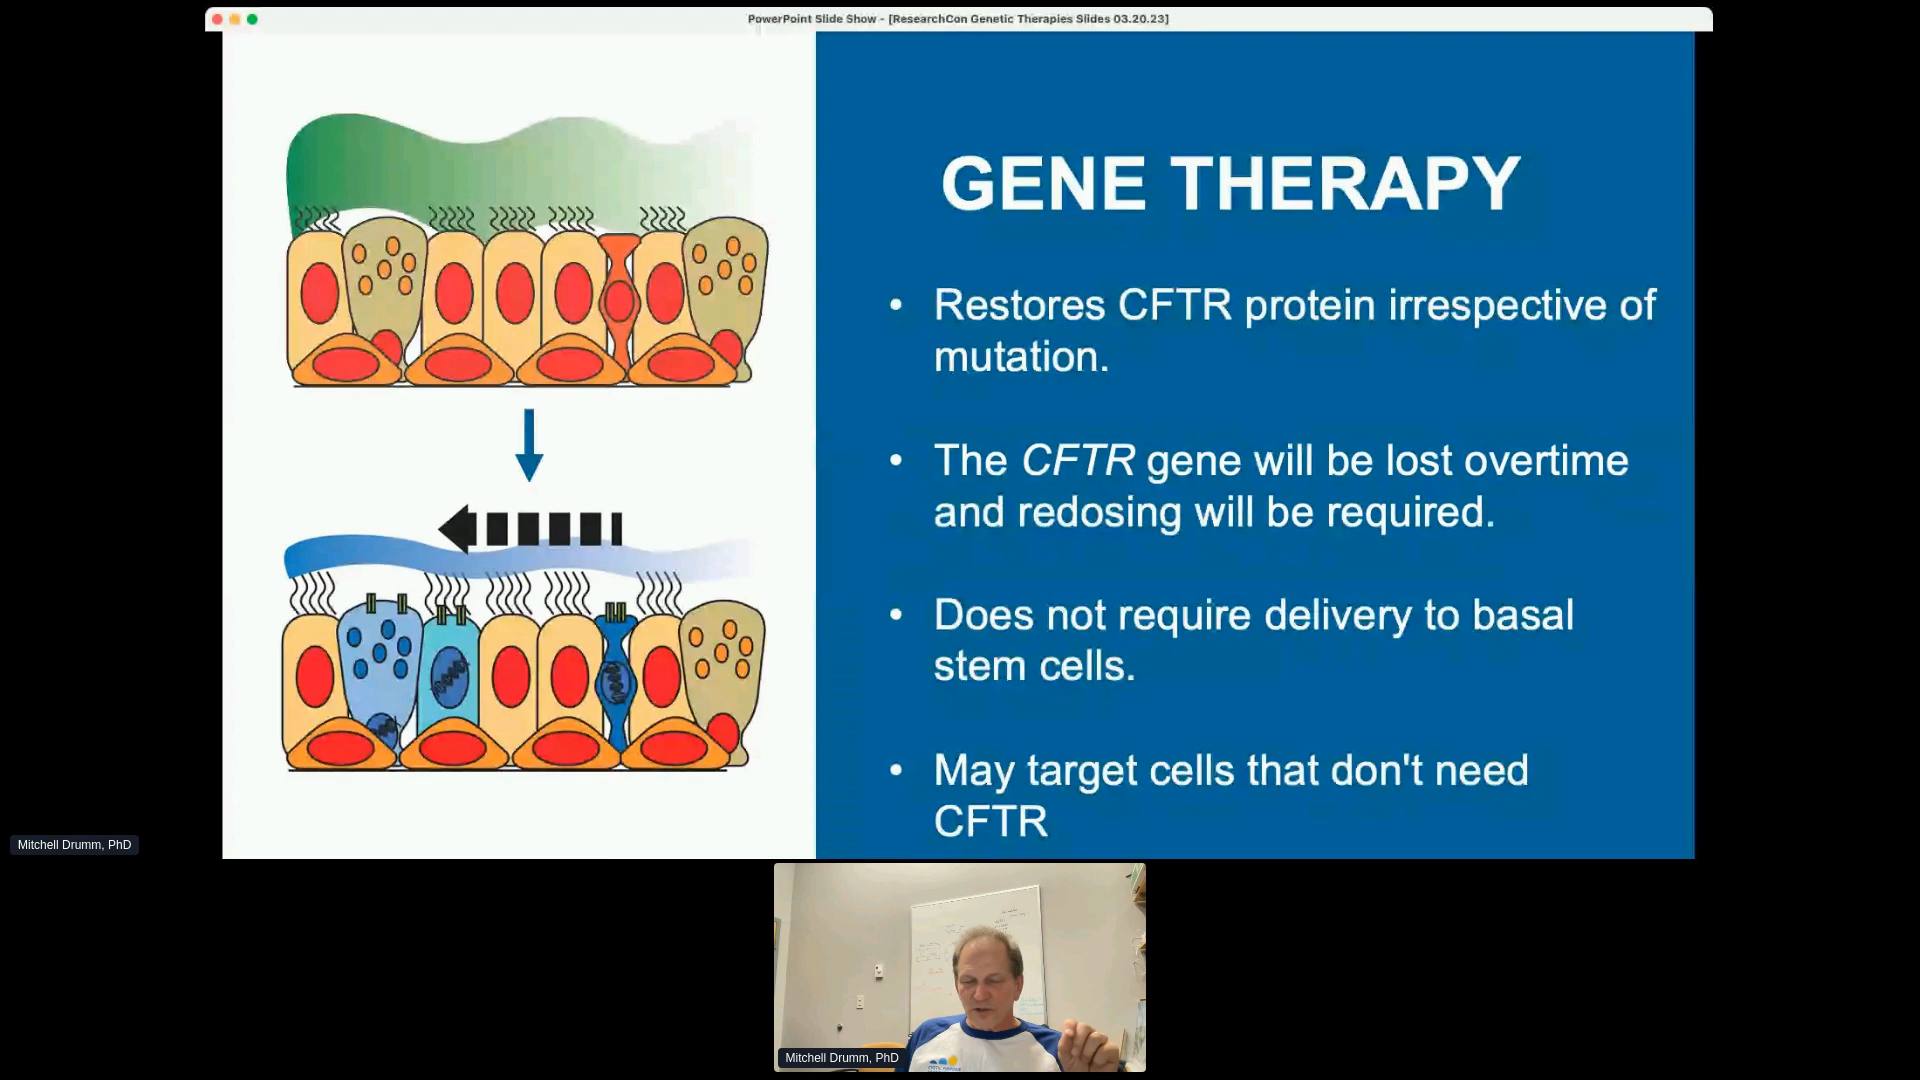 PowerPoint Slide Show - [ResearchCon Genetic Therapies Slides 03.20.23]
GENE THERAPY
• Restores CFTR protein irrespective of
mutation.
• The CFTR gene will be lost overtime
and redosing will be required.
• Does not require delivery to basal
stem cells.
• May target cells that don't need
CFTR
Mitchell Drumm, PhD
Mitchell Drumm, PhD